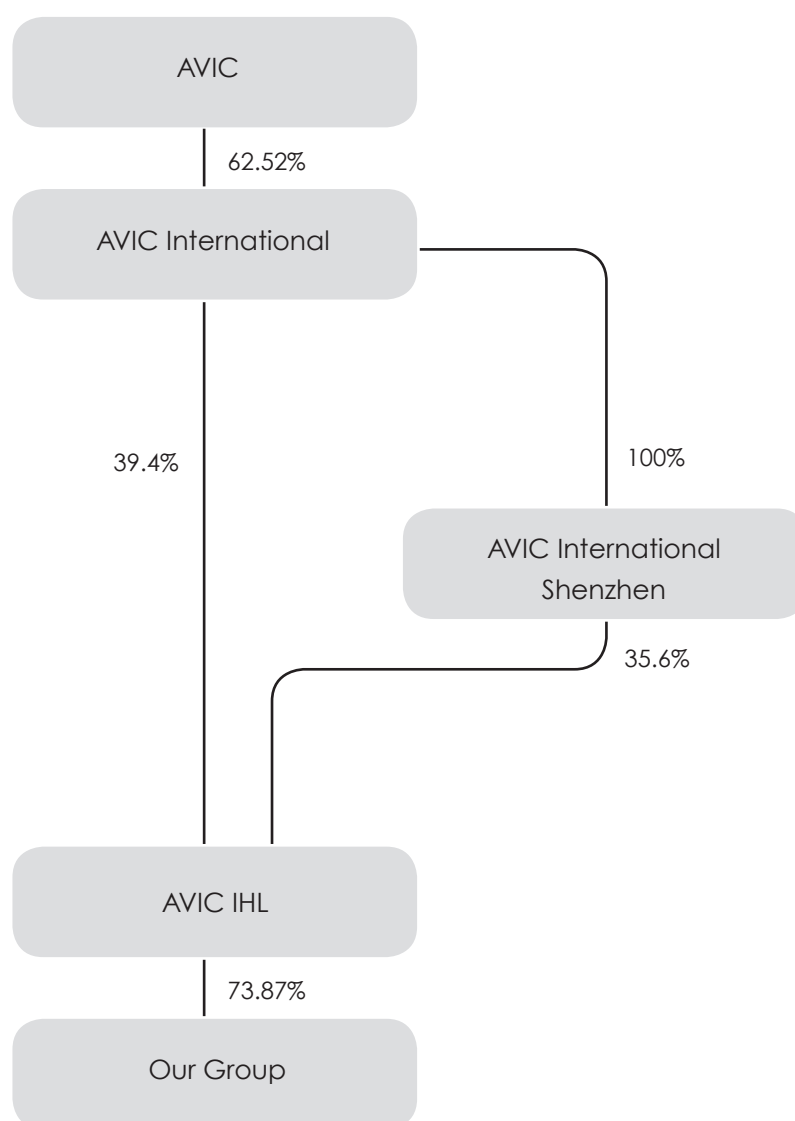 AVIC
62.52%
AVIC International
39.4%
100%
AVIC International
Shenzhen
35.6%
AVIC IHL
73.87%
Our Group